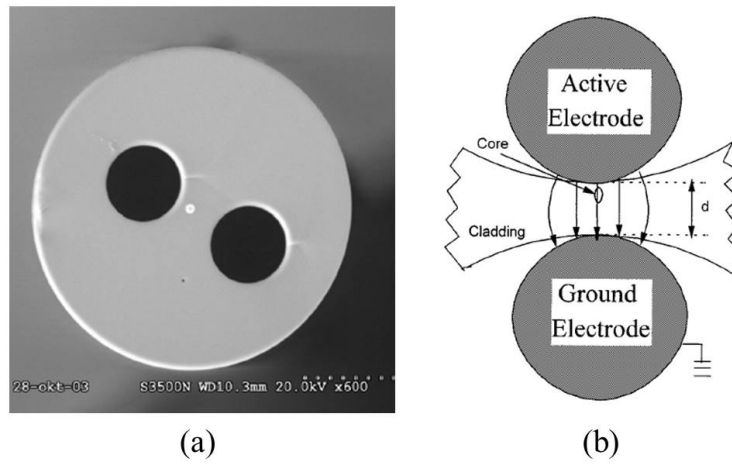 Active
Electrode
Core
d
Cladding
Ground
Electrode
28-okt-03 S3500N WD10.3mm 20.0kV x600
(a)
(b)